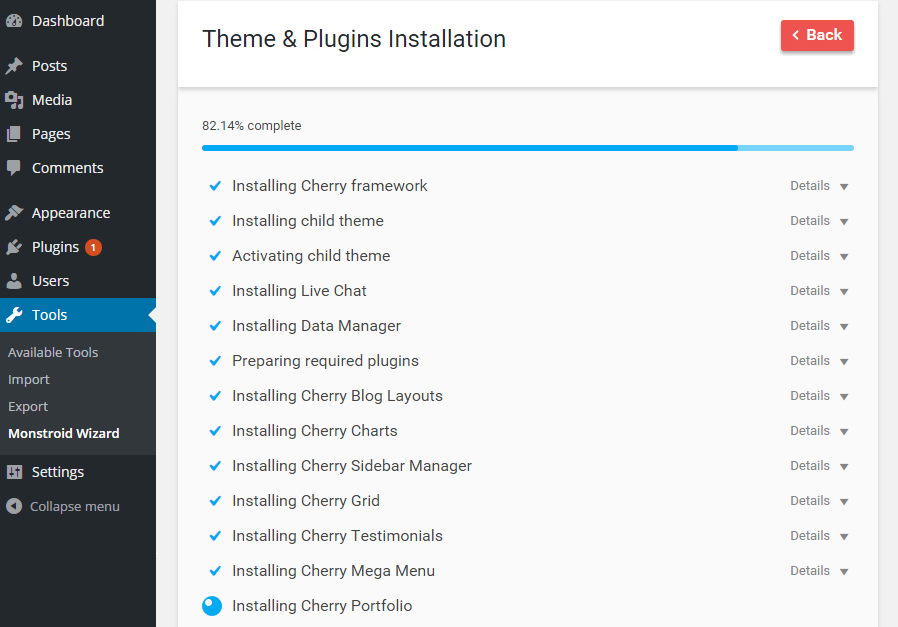 Dashboard
Posts
Media
Pages
Comments
Appearance
Plugins 1
Users
Tools
Available Tools
Import
Export
Monstroid Wizard
Settings
Collapse menu
Theme & Plugins Installation
Back
82.14% complete
Installing Cherry framework Details
Installing child theme Details
Activating child theme Details
Installing Live Chat Details
Installing Data Manager Details
Preparing required plugins Details
Installing Cherry Blog Layouts Details
Installing Cherry Charts Details
Installing Cherry Sidebar Manager Details
Installing Cherry Grid Details
Installing Cherry Testimonials Details
Installing Cherry Mega Menu Details
Installing Cherry Portfolio